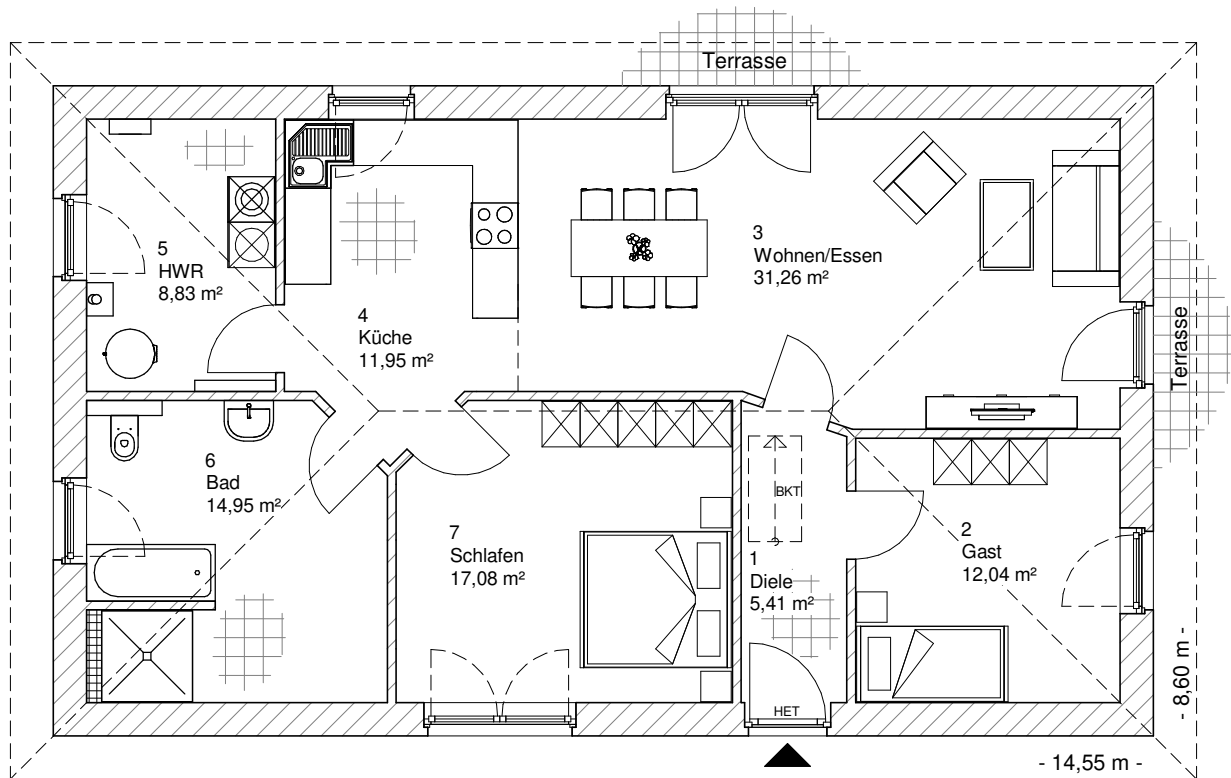 Terrasse
3
Wohnen/Essen
31,26 m²
5
HWR
8,83 m²
4
Küche
11,95 m²
Terrasse
6
Bad
14,95 m²
BKT
7
Schlafen
17,08 m²
1
Diele
5,41 m²
2
Gast
12,04 m²
HET
- 8,60 m -
- 14,55 m -